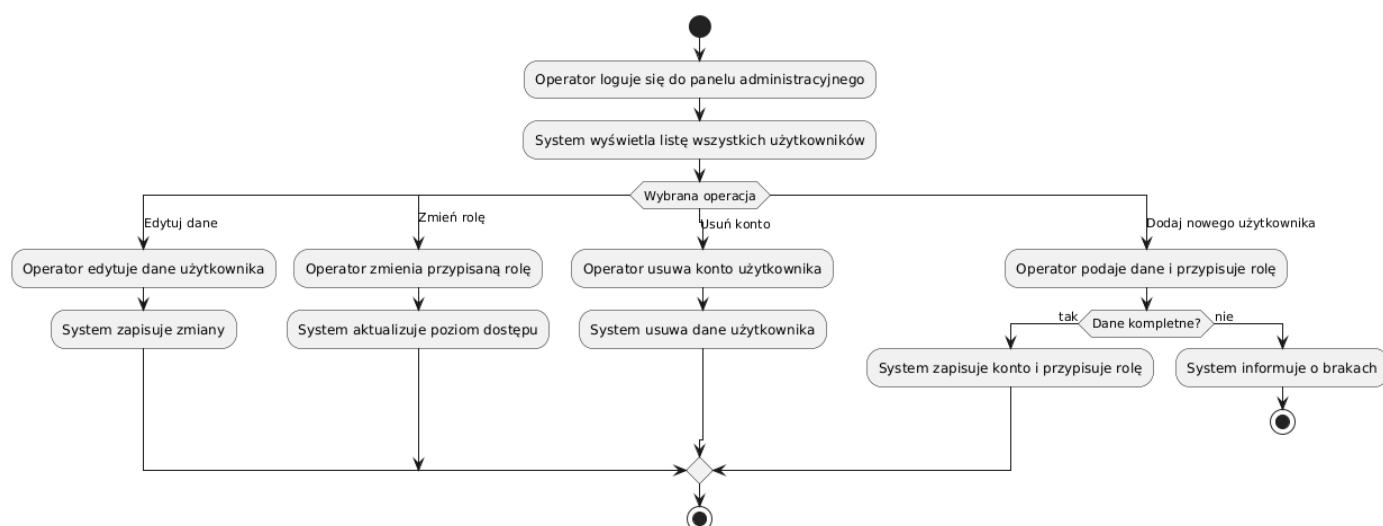 Operator loguje się do panelu administracyjnego
System wyświetla listę wszystkich użytkowników
Wybrana operacja
Edytuj dane
Zmień rolę
Usuń konto
Dodaj nowego użytkownika
Operator edytuje dane użytkownika
Operator zmienia przypisaną rolę
Operator usuwa konto użytkownika
Operator podaje dane i przypisuje rolę
System zapisuje zmiany
System aktualizuje poziom dostępu
System usuwa dane użytkownika
tak
Dane kompletne?
nie
System zapisuje konto i przypisuje rolę
System informuje o brakach